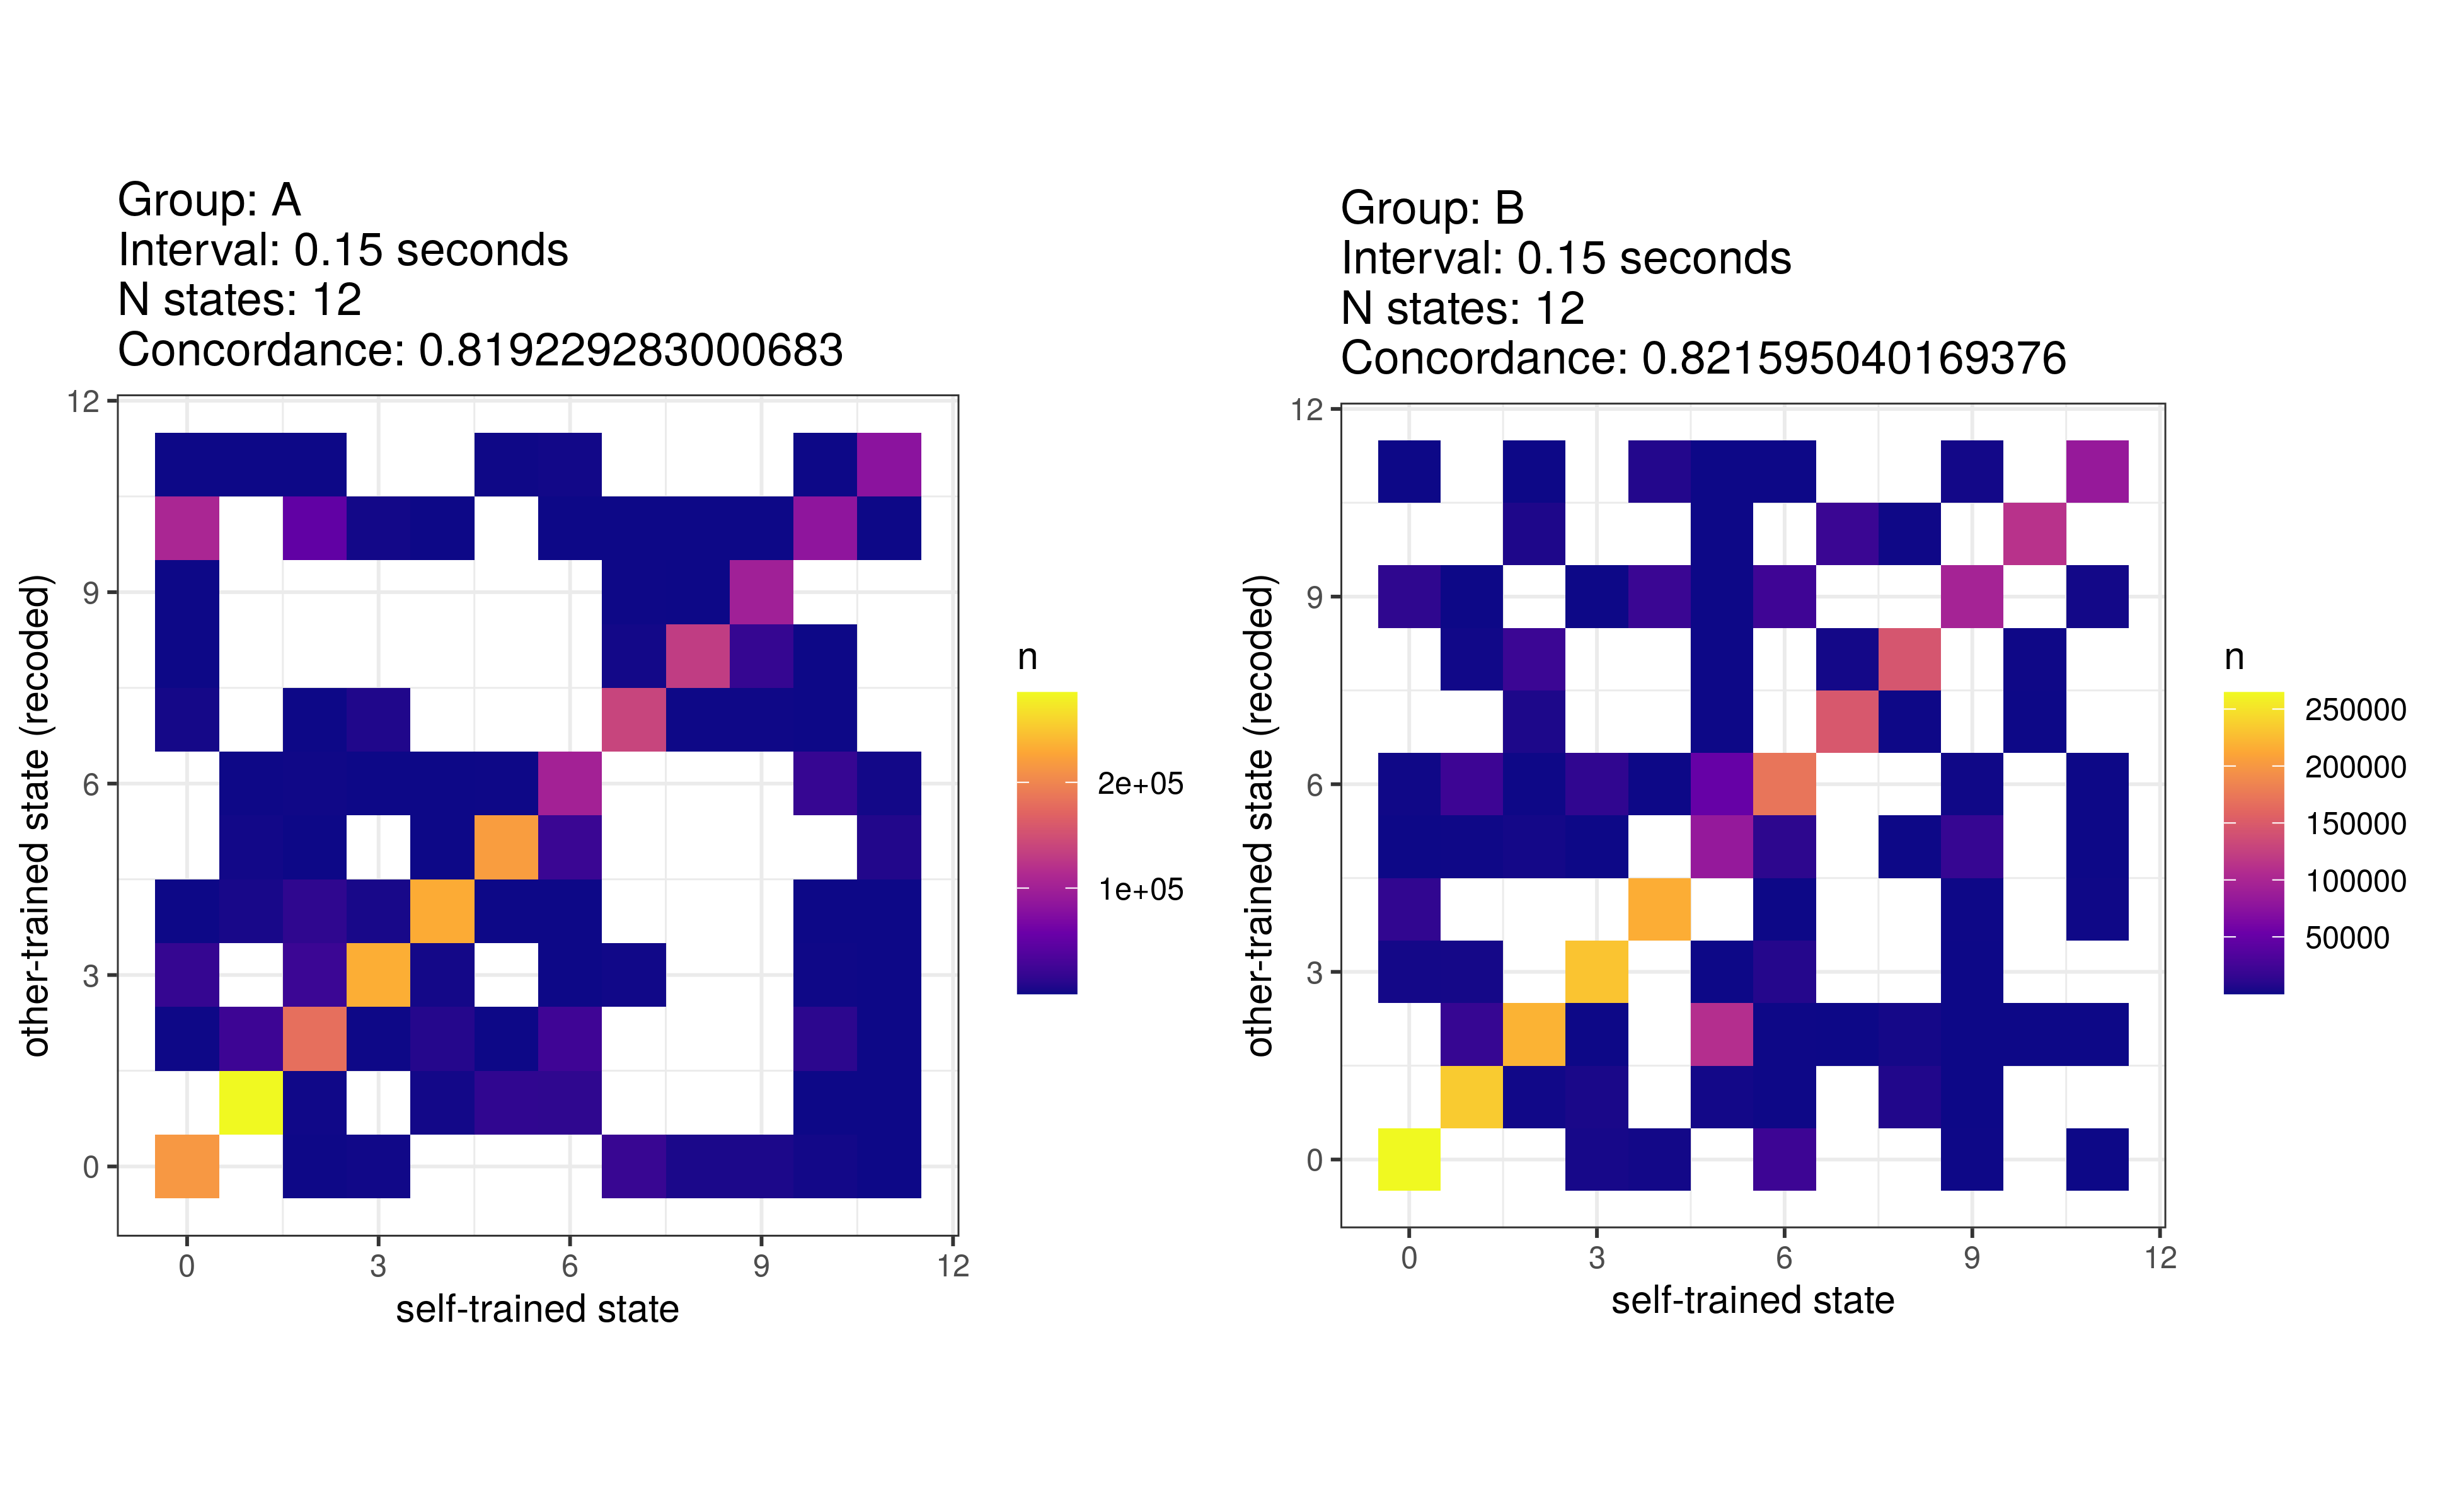 Group: A
Interval: 0.15 seconds
N states: 12
Concordance: 0.819229283000683
12
9
6
3
0
other-trained state (recoded)
0 3 6 9 12
self-trained state
n
2e+05
1e+05
Group: B
Interval: 0.15 seconds
N states: 12
Concordance: 0.821595040169376
12
9
6
3
0
other-trained state (recoded)
0 3 6 9 12
self-trained state
n
250000
200000
150000
100000
50000